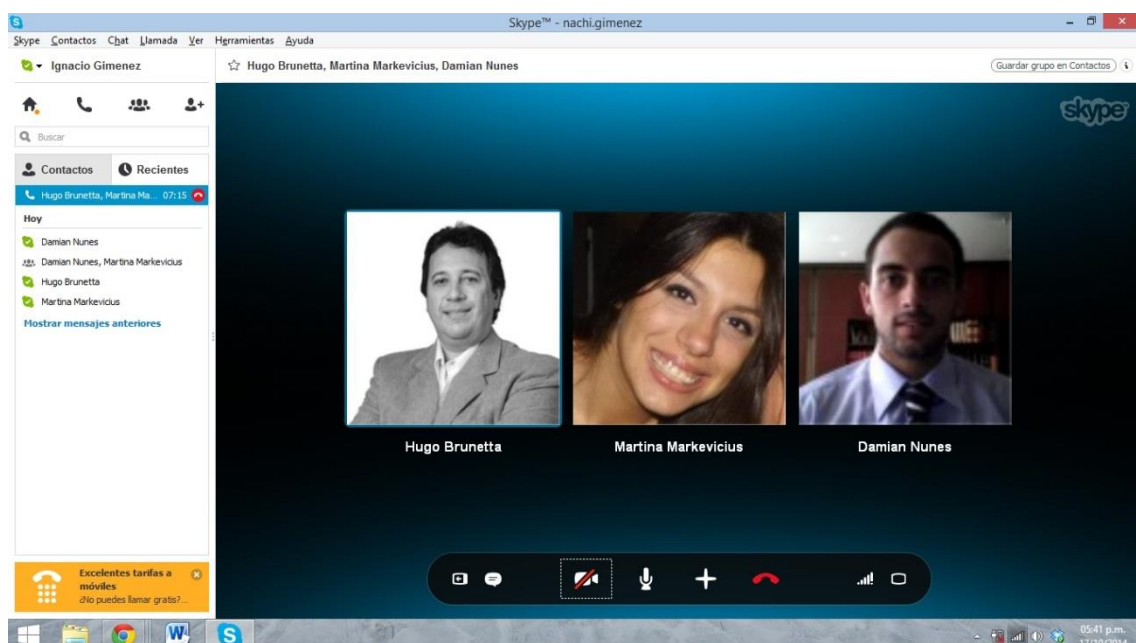 Skype™ - nachi.gimenez
Skype Contactos Chat Llamada Ver Herramientas Ayuda
Ignacio Gimenez
Hugo Brunetta, Martina Markevicius, Damian Nunes
Guardar grupo en Contactos
skype
Buscar
Contactos
Recientes
Hugo Brunetta, Martina Ma... 07:15
Hoy
Damian Nunes
Damian Nunes, Martina Markevicius
Hugo Brunetta
Martina Markevicius
Mostrar mensajes anteriores
Hugo Brunetta
Martina Markevicius
Damian Nunes
Excelentes tarifas a
móviles
¿No puedes llamar gratis?...
05:41 p.m.
17/10/2014